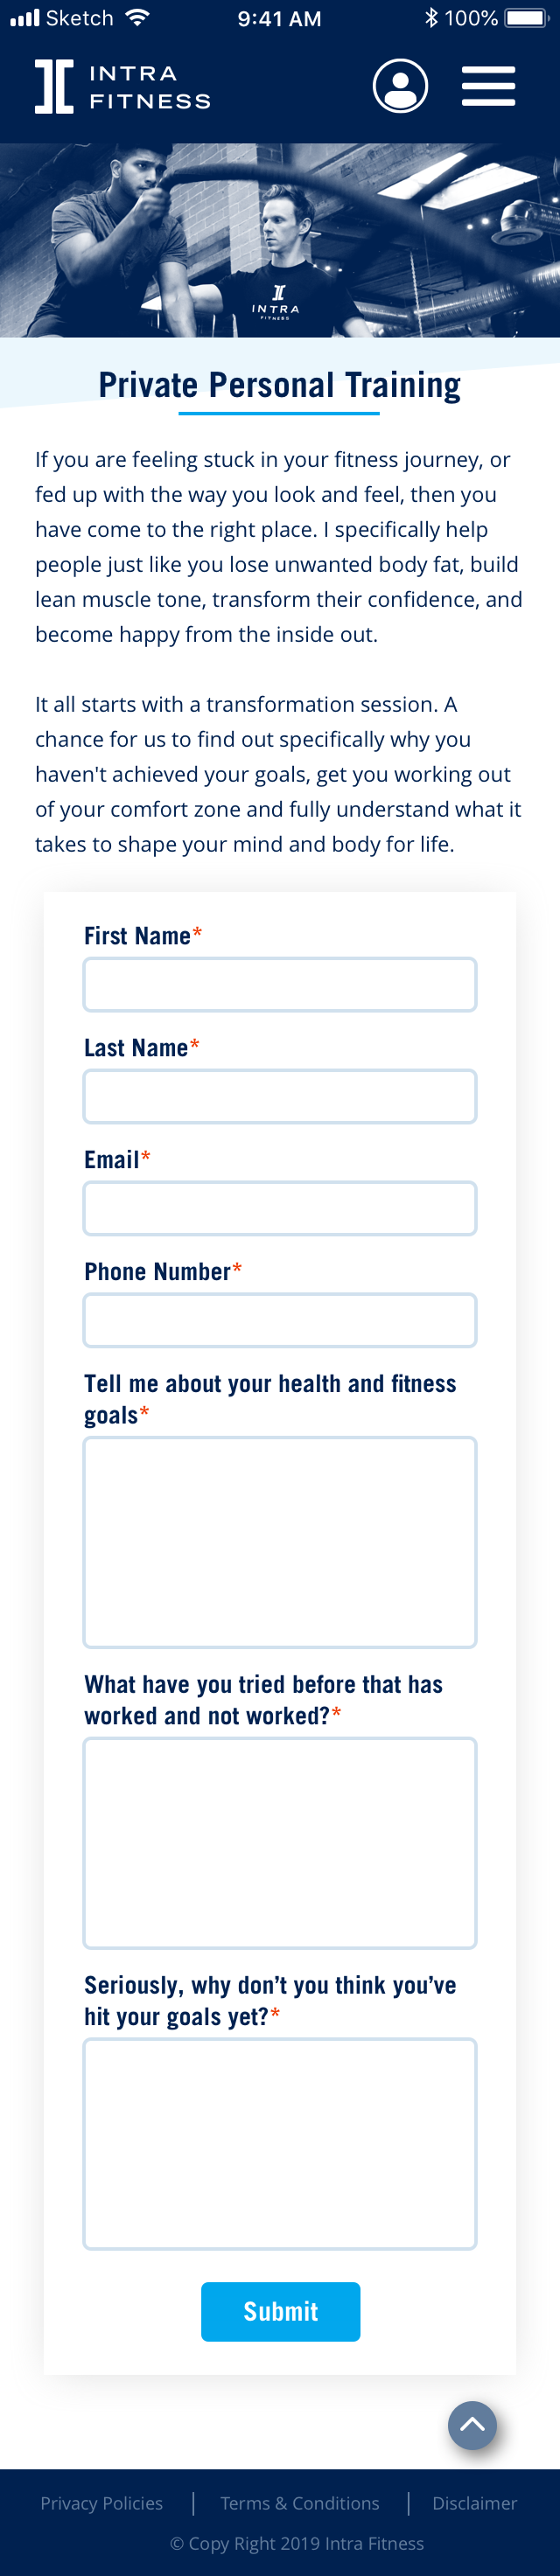 Sketch 9:41 AM 100%
INTRA
FITNESS
INTRA
FITNESS
Private Personal Training
If you are feeling stuck in your fitness journey, or
fed up with the way you look and feel, then you
have come to the right place. I specifically help
people just like you lose unwanted body fat, build
lean muscle tone, transform their confidence, and
become happy from the inside out.
It all starts with a transformation session. A
chance for us to find out specifically why you
haven't achieved your goals, get you working out
of your comfort zone and fully understand what it
takes to shape your mind and body for life.
First Name*
Last Name*
Email*
Phone Number*
Tell me about your health and fitness
goals*
What have you tried before that has
worked and not worked?*
Seriously, why don’t you think you’ve
hit your goals yet?*
Submit
Privacy Policies | Terms & Conditions | Disclaimer
© Copy Right 2019 Intra Fitness